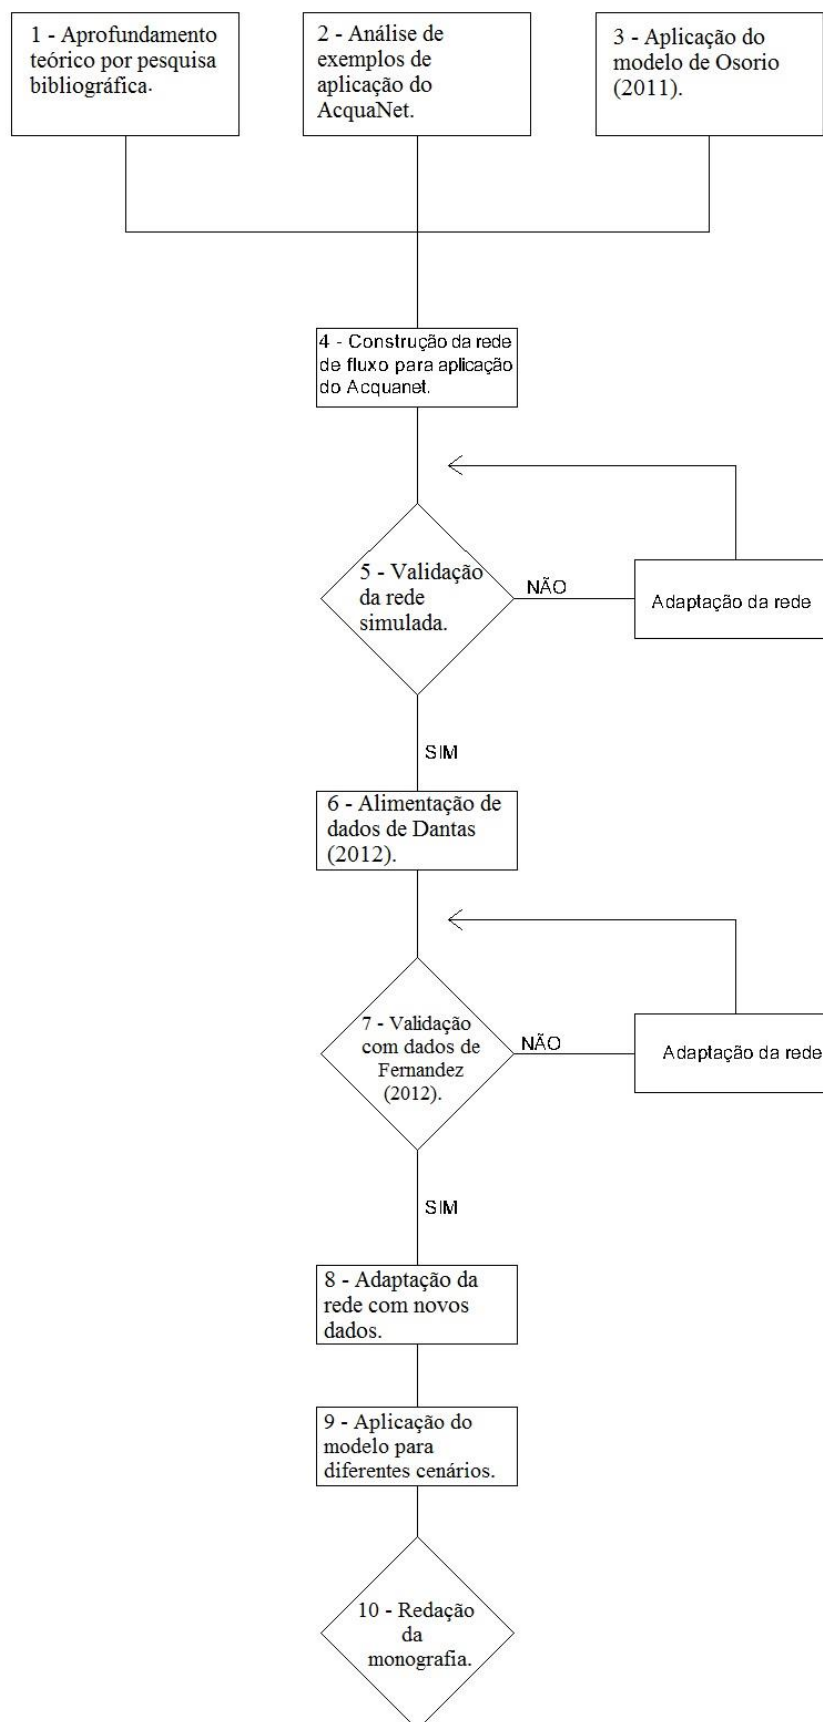 1 - Aprofundamento
teórico por pesquisa
bibliográfica.
2 - Análise de
exemplos de
aplicação do
AcquaNet.
3 - Aplicação do
modelo de Osorio
(2011).
4 - Construção da rede
de fluxo para aplicação
do Acquanet.
5 - Validação
da rede
simulada.
NÃO
Adaptação da rede
SIM
6 - Alimentação de
dados de Dantas
(2012).
7 - Validação
com dados de
Fernandez
(2012).
NÃO
Adaptação da rede
SIM
8 - Adaptação da
rede com novos
dados.
9 - Aplicação do
modelo para
diferentes cenários.
10 - Redação
da
monografia.